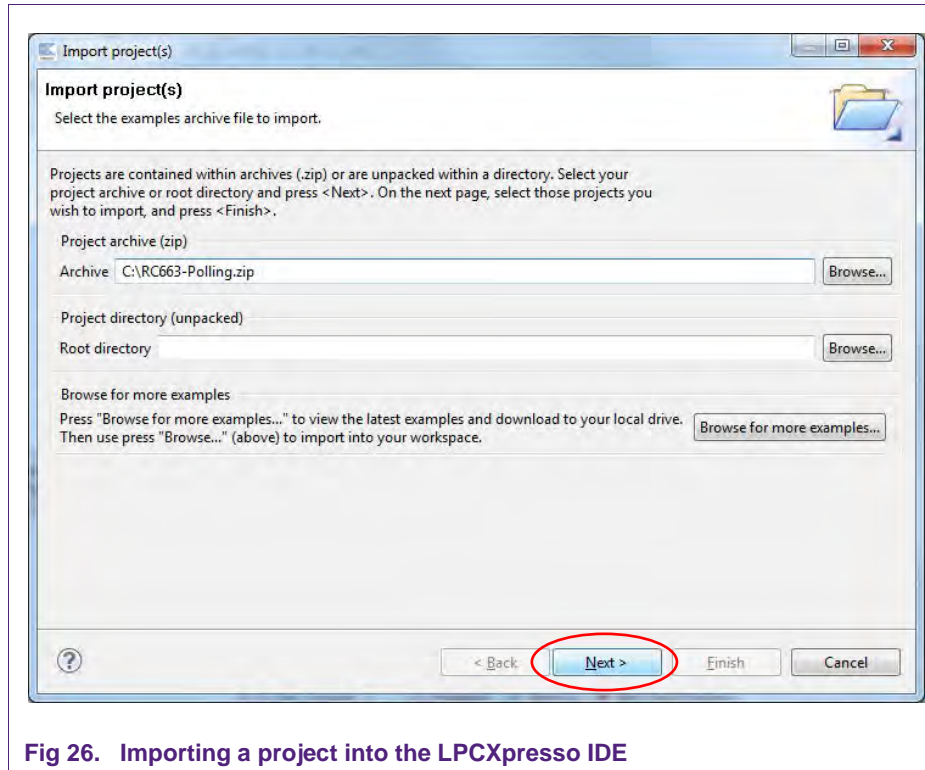 Import project(s)
Import project(s)
Select the examples archive file to import.
Projects are contained within archives (.zip) or are unpacked within a directory. Select your
project archive or root directory and press <Next>. On the next page, select those projects you
wish to import, and press <Finish>.
Project archive (zip)
Archive C:\RC663-Polling.zip Browse...
Project directory (unpacked)
Root directory Browse...
Browse for more examples
Press "Browse for more examples..." to view the latest examples and download to your local drive.
Then use press "Browse..." (above) to import into your workspace.
Browse for more examples...
? < Back Next > Finish Cancel
Fig 26. Importing a project into the LPCXpresso IDE